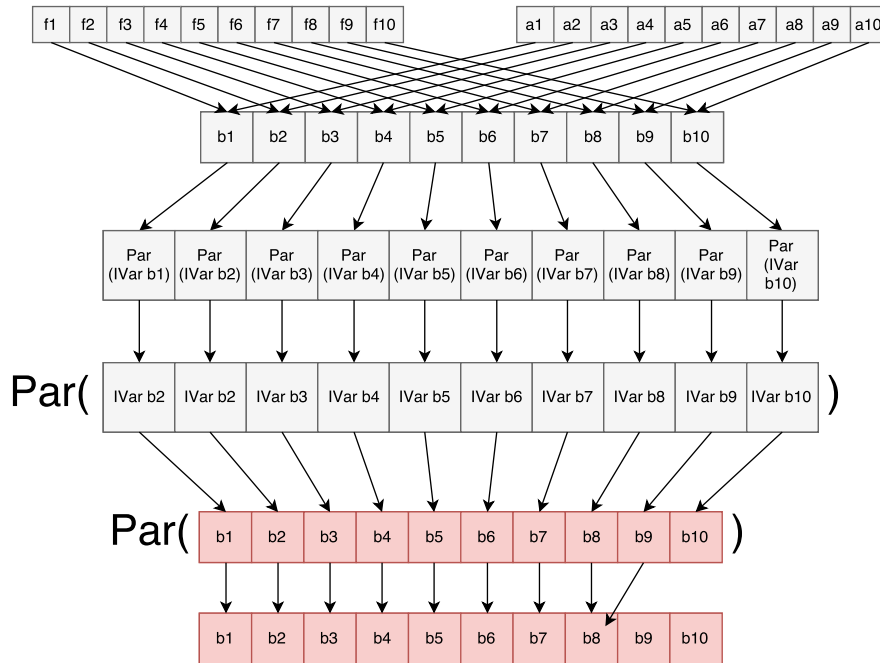 f1 f2 f3 f4 f5 f6 f7 f8 f9 f10 a1 a2 a3 a4 a5 a6 a7 a8 a9 a10
b1 b2 b3 b4 b5 b6 b7 b8 b9 b10
Par Par Par Par Par Par Par Par Par Par
(IVar b1) (IVar b2) (IVar b3) (IVar b4) (IVar b5) (IVar b6) (IVar b7) (IVar b8) (IVar b9) (IVar
b10)
Par( IVar b2 IVar b2 IVar b3 IVar b4 IVar b5 IVar b6 IVar b7 IVar b8 IVar b9 IVar b10 )
Par( b1 b2 b3 b4 b5 b6 b7 b8 b9 b10 )
b1 b2 b3 b4 b5 b6 b7 b8 b9 b10